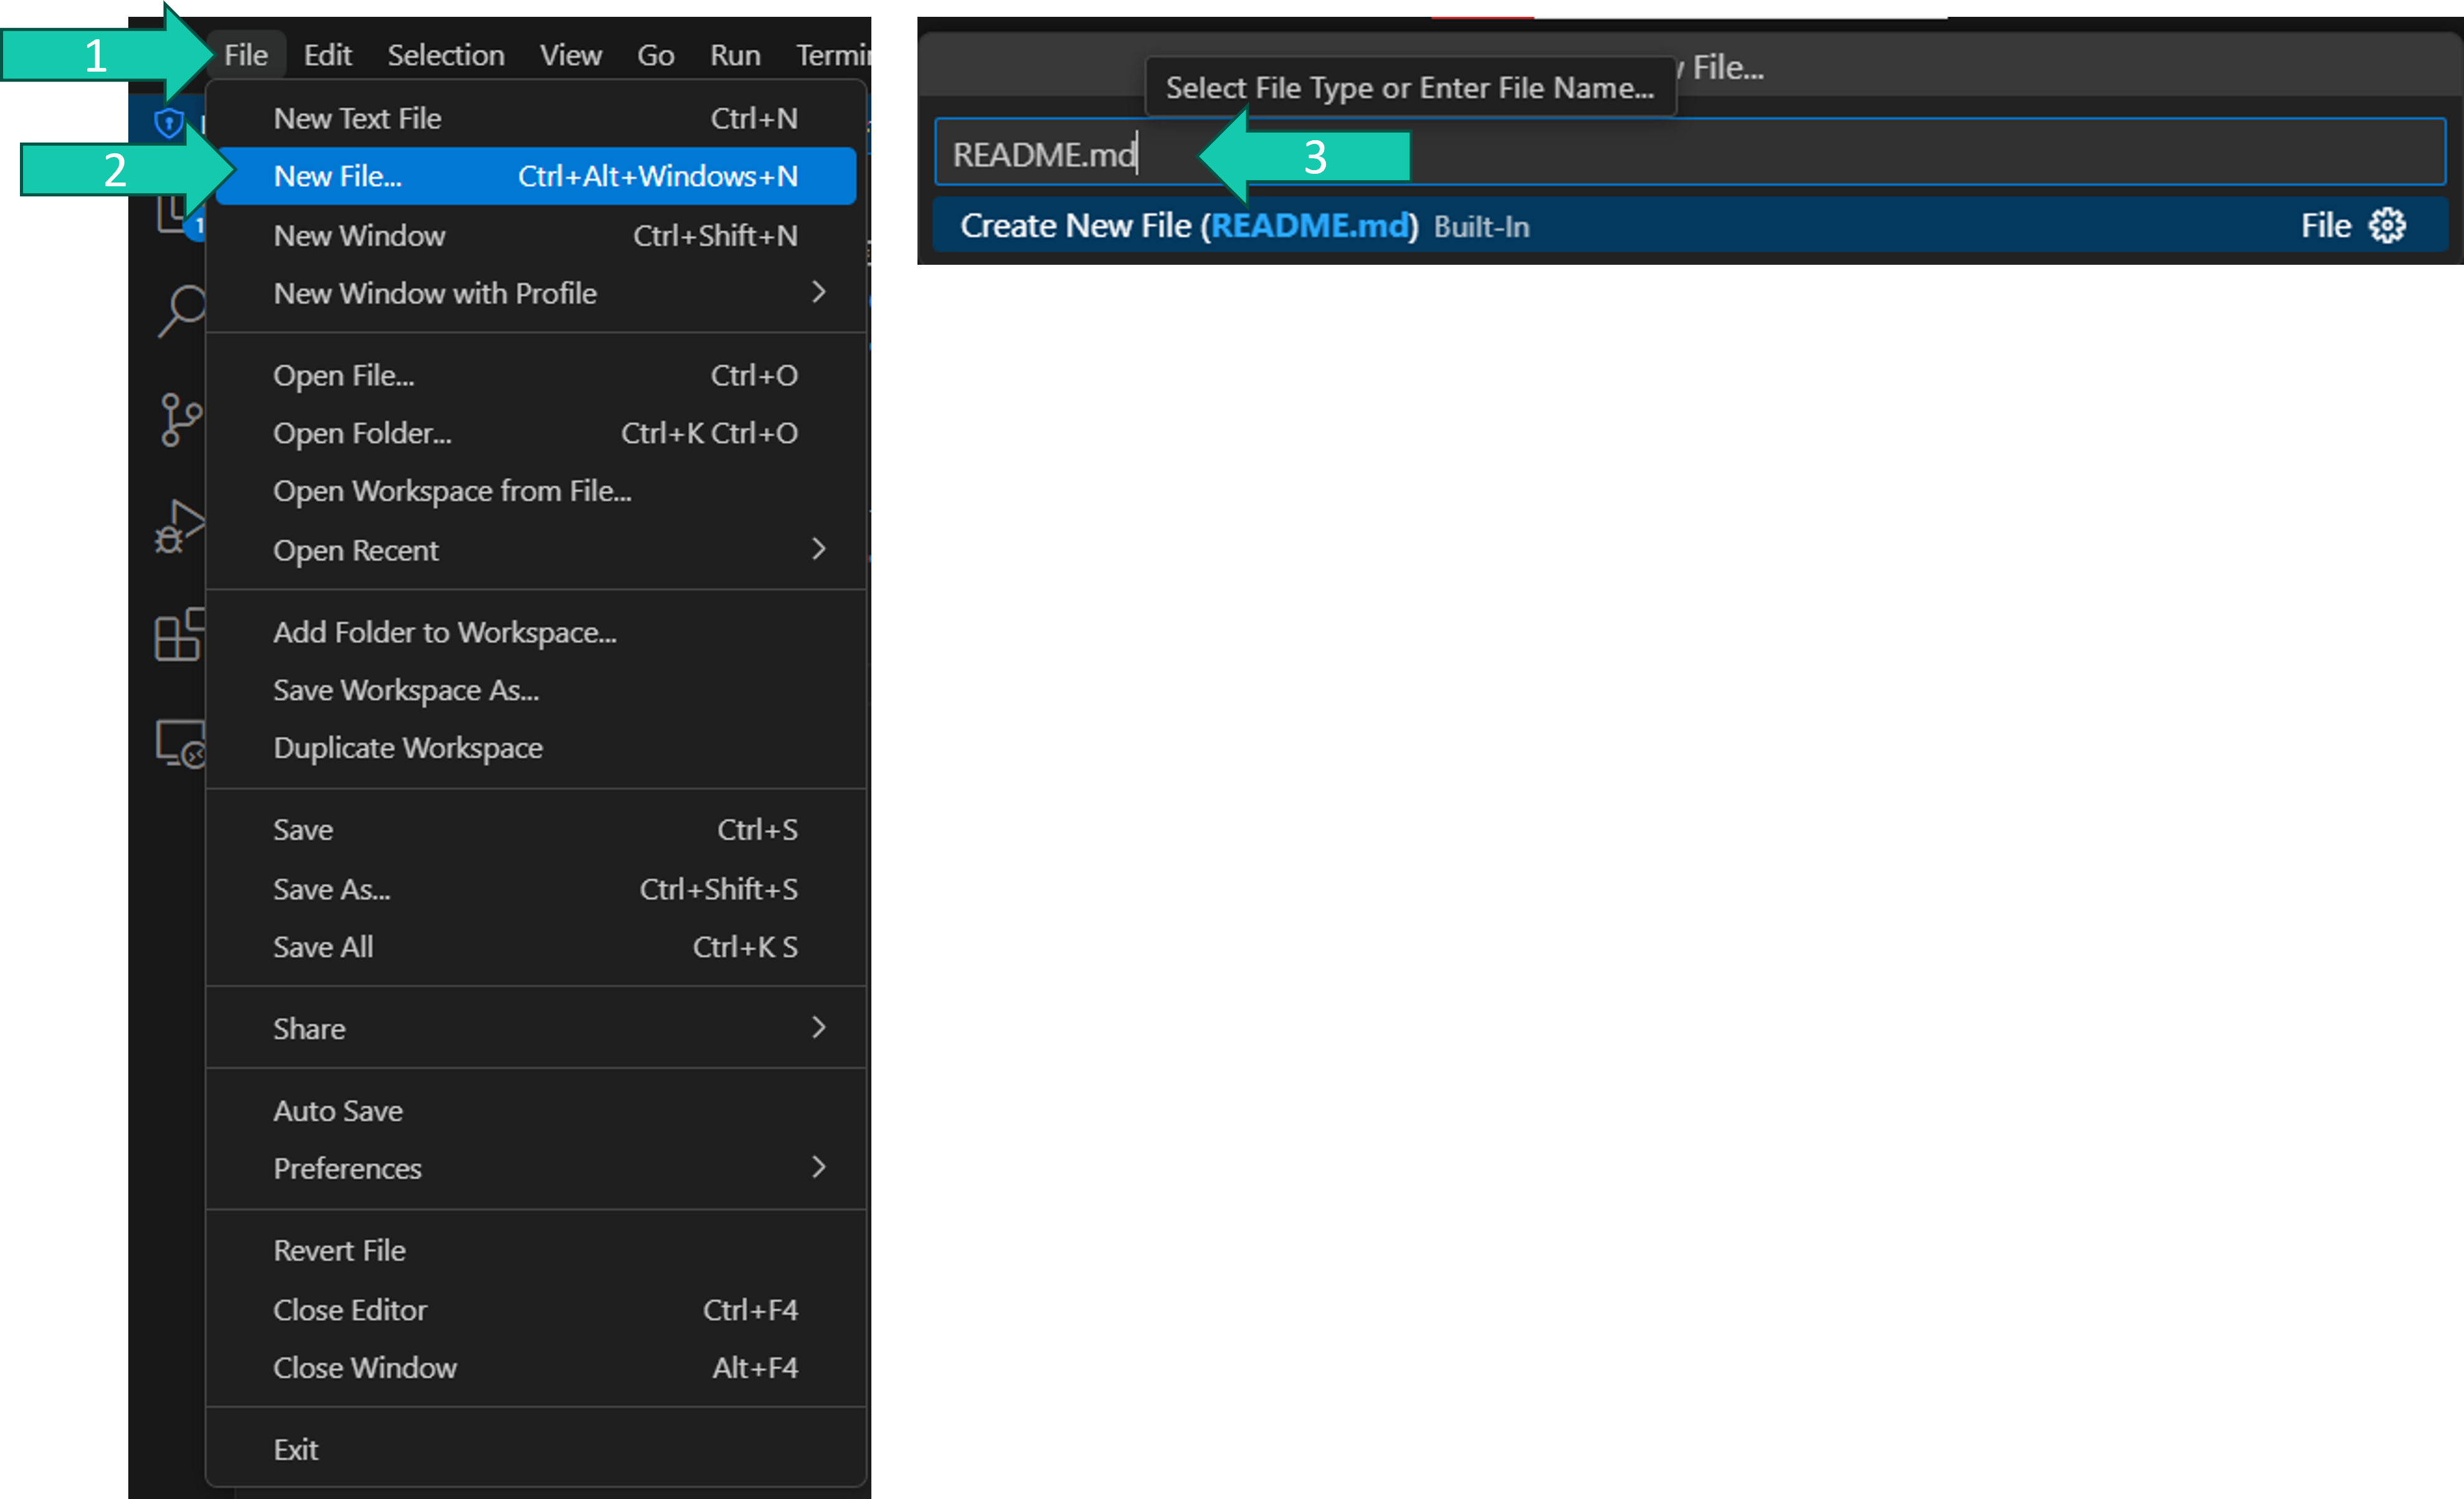 1
File Edit Selection View Go Run Termi
2
1
New Text File Ctrl+N
New File... Ctrl+Alt+Windows+N
New Window Ctrl+Shift+N
New Window with Profile
Open File... Ctrl+O
Open Folder... Ctrl+K Ctrl+O
Open Workspace from File...
Open Recent
Add Folder to Workspace...
Save Workspace As...
Duplicate Workspace
Save Ctrl+S
Save As... Ctrl+Shift+S
Save All Ctrl+K S
Share
Auto Save
Preferences
Revert File
Close Editor Ctrl+F4
Close Window Alt+F4
Exit
File...
Select File Type or Enter File Name...
README.md
3
Create New File (README.md) Built-In File